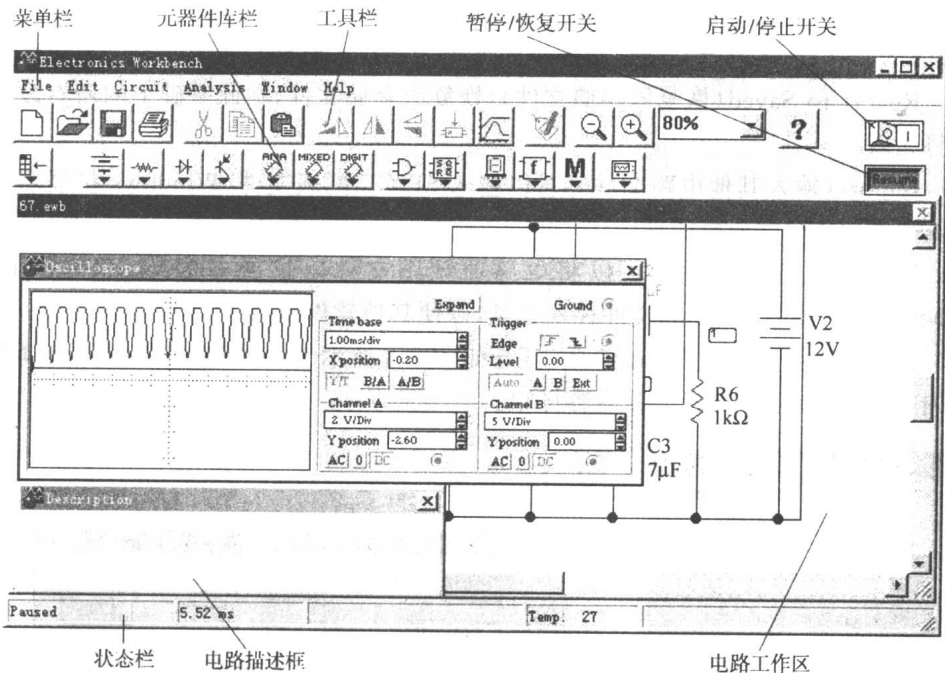 菜单栏
元器件库栏
工具栏
暂停/恢复开关
启动/停止开关
Electronics Workbench
File Edit Circuit Analysis Window Help
80%
?
ANA
MIXED
DIGIT
f
M
Resume
67.ewb
Oscilloscope
Expand
Ground
Time base
Trigger
1.00ms/div
Edge
X position -0.20
Level 0.00
Y/T B/A A/B
Auto A B Ext
Channel A
Channel B
2 V/Div
5 V/Div
Y position -2.60
Y position 0.00
AC 0 DC
AC 0 DC
V2
12V
R6
1kΩ
C3
7μF
Description
Paused
5.52 ms
Temp: 27
状态栏
电路描述框
电路工作区